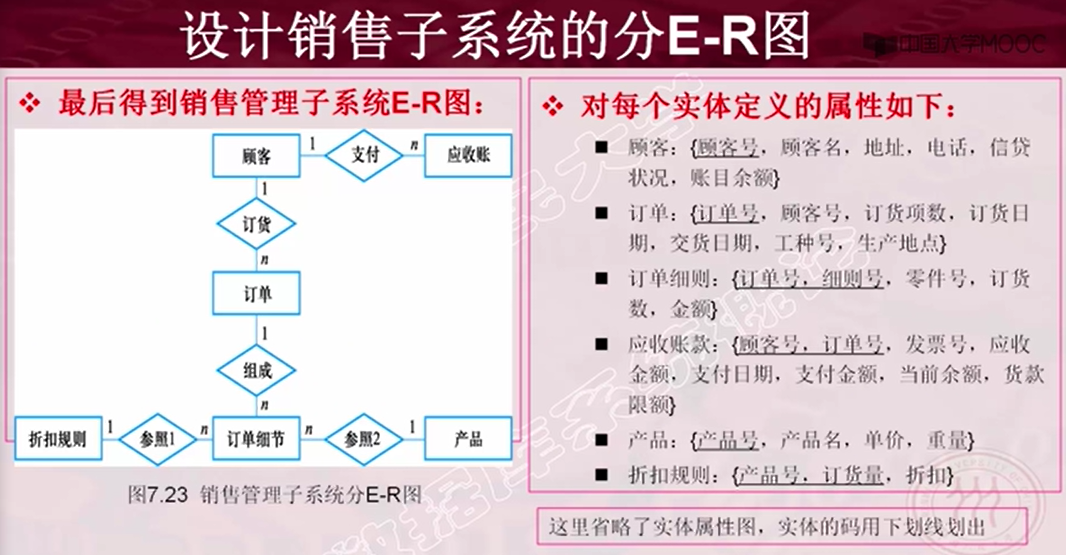 设计销售子系统的分E-R图
中国大学MOOC
❖ 最后得到销售管理子系统E-R图：
顾客
1
支付
n
应收账
1
订货
n
订单
1
组成
n
折扣规则
1
参照1
n
订单细节
n
参照2
1
产品
图7.23 销售管理子系统分E-R图
❖ 对每个实体定义的属性如下：
■ 顾客：{顾客号，顾客名，地址，电话，信贷
状况，账目余额}
■ 订单：{订单号，顾客号，订货项数，订货日
期，交货日期，工种号，生产地点}
■ 订单细则：{订单号，细则号，零件号，订货
数，金额}
■ 应收账款：{顾客号，订单号，发票号，应收
金额，支付日期，支付金额，当前余额，货款
限额}
■ 产品：{产品号，产品名，单价，重量}
■ 折扣规则：{产品号，订货量，折扣}
这里省略了实体属性图，实体的码用下划线划出